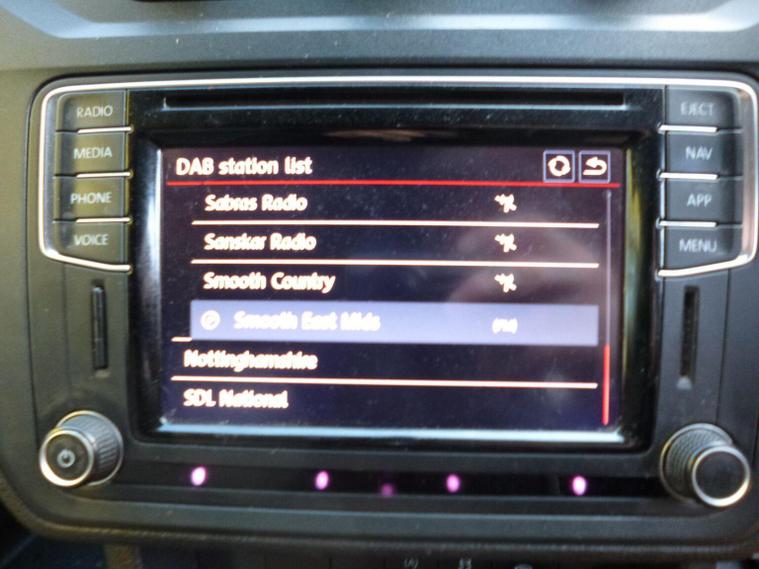 RADIO
MEDIA
PHONE
VOICE
EJECT
NAV
APP
MENU
DAB station list
Sabras Radio
Sanskar Radio
Smooth Country
Smooth East Mids
(FM)
Nottinghamshire
SDL National